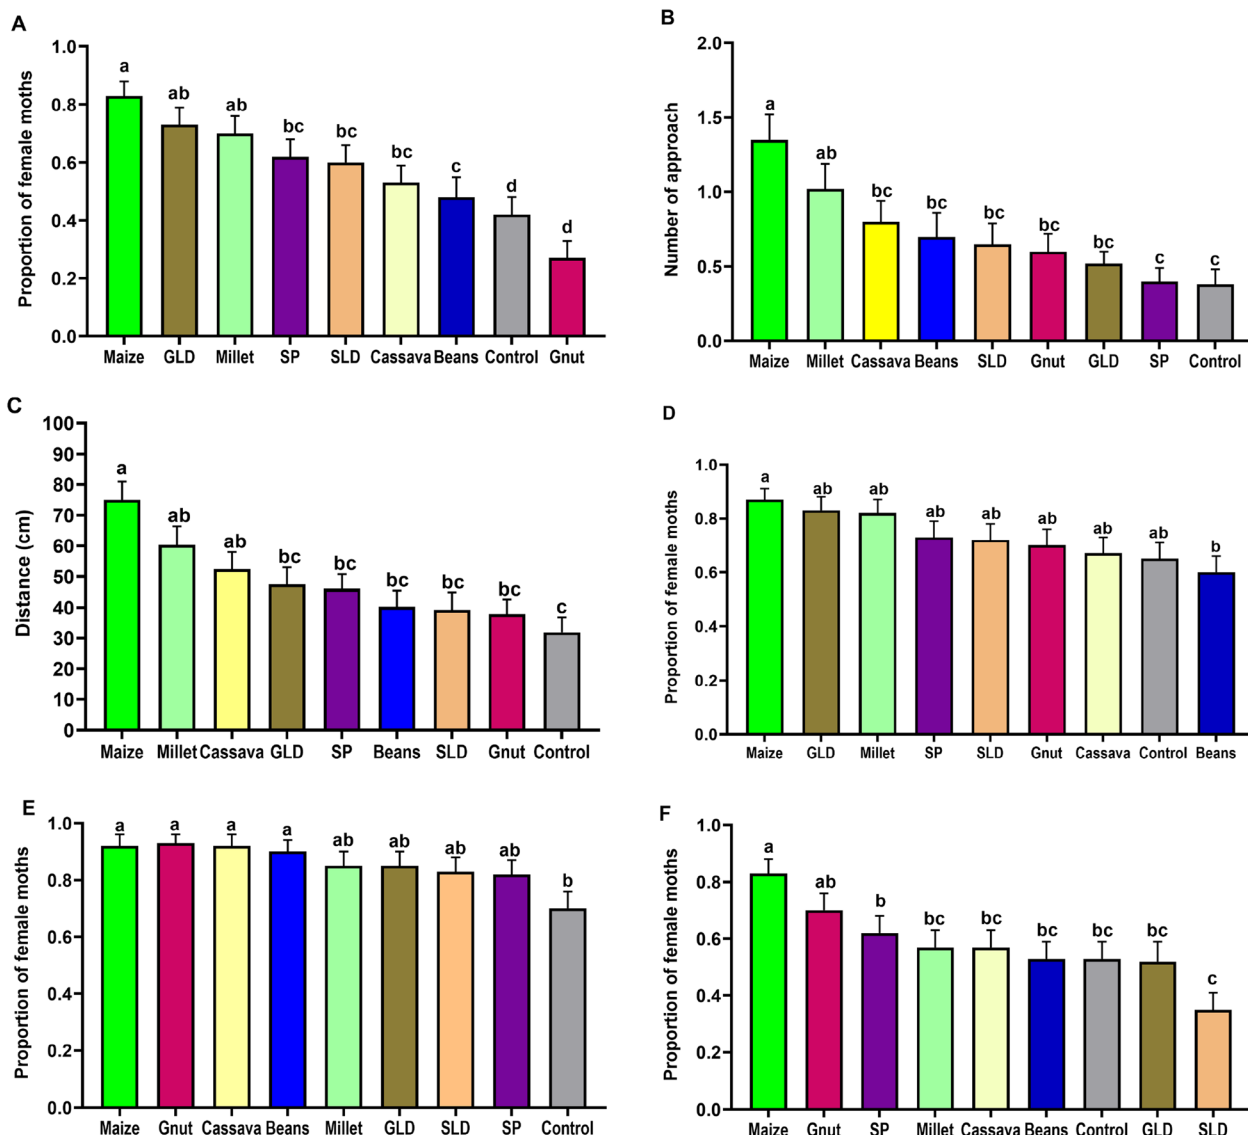 A
Proportion of female moths
1.0
0.8
0.6
0.4
0.2
0.0
a
ab
ab
bc
bc
bc
c
d
d
Maize GLD Millet SP SLD Cassava Beans Control Gnut
B
Number of approach
2.0
1.5
1.0
0.5
0.0
a
ab
bc
bc
bc
bc
bc
c
c
Maize Millet Cassava Beans SLD Gnut GLD SP Control
C
Distance (cm)
100
90
80
70
60
50
40
30
20
10
0
a
ab
ab
bc
bc
bc
bc
bc
c
Maize Millet Cassava GLD SP Beans SLD Gnut Control
D
Proportion of female moths
1.0
0.8
0.6
0.4
0.2
0.0
a
ab
ab
ab
ab
ab
ab
ab
b
Maize GLD Millet SP SLD Gnut Cassava Control Beans
E
Proportion of female moths
1.0
0.8
0.6
0.4
0.2
0.0
a
a
a
a
ab
ab
ab
ab
b
Maize Gnut Cassava Beans Millet GLD SLD SP Control
F
Proportion of female moths
1.0
0.8
0.6
0.4
0.2
0.0
a
ab
b
bc
bc
bc
bc
bc
c
Maize Gnut SP Millet Cassava Beans Control GLD SLD